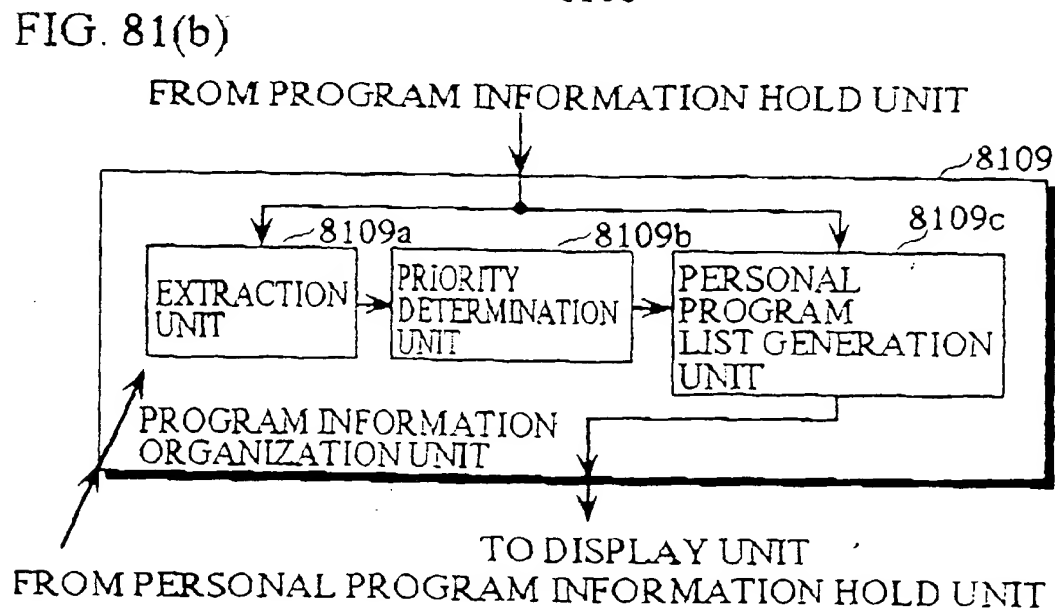 FIG. 81(b)
FROM PROGRAM INFORMATION HOLD UNIT
8109
8109a
8109b
8109c
EXTRACTION
UNIT
PRIORITY
DETERMINATION
UNIT
PERSONAL
PROGRAM
LIST GENERATION
UNIT
PROGRAM INFORMATION
ORGANIZATION UNIT
TO DISPLAY UNIT
FROM PERSONAL PROGRAM INFORMATION HOLD UNIT